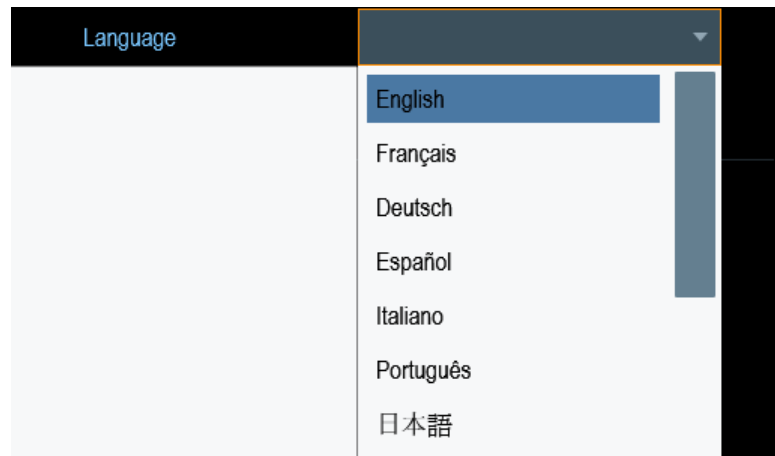 Language
English
Français
Deutsch
Español
Italiano
Português
日本語